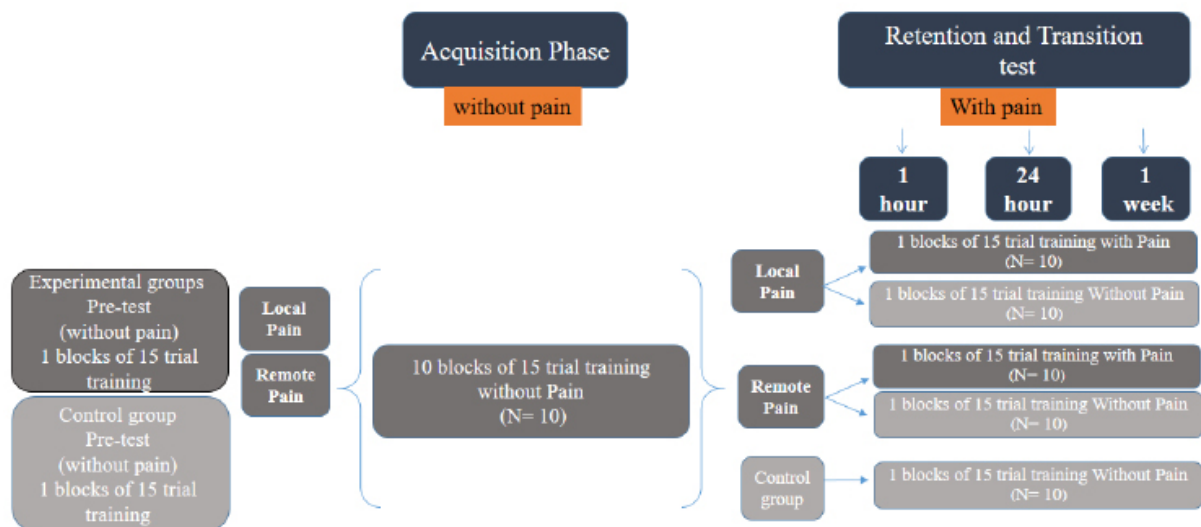 Acquisition Phase
without pain
Retention and Transition
test
With pain
1
hour
24
hour
1
week
Experimental groups
Pre-test
(without pain)
1 blocks of 15 trial
training
Control group
Pre-test
(without pain)
1 blocks of 15 trial
training
Local
Pain
Remote
Pain
10 blocks of 15 trial training
without Pain
(N= 10)
Local
Pain
1 blocks of 15 trial training with Pain
(N= 10)
1 blocks of 15 trial training Without Pain
(N= 10)
Remote
Pain
1 blocks of 15 trial training with Pain
(N= 10)
1 blocks of 15 trial training Without Pain
(N= 10)
Control
group
1 blocks of 15 trial training Without Pain
(N= 10)